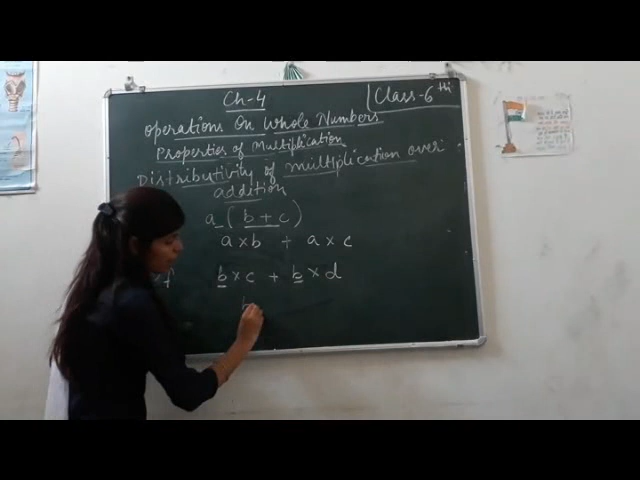 Ch-4
Class-6th
Operations On Whole Numbers
Properties of Multiplication
Distributivity of multiplication over
addition
a (b + c)
a × b + a × c
b × c + b × d
b